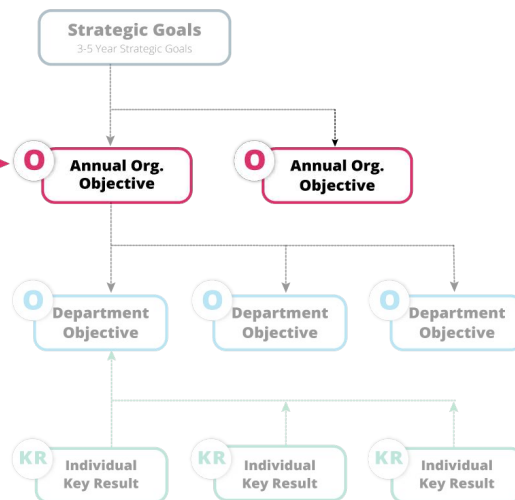 Strategic Goals
3-5 Year Strategic Goals
O
Annual Org.
Objective
O
Annual Org.
Objective
O
Department
Objective
O
Department
Objective
O
Department
Objective
KR
Individual
Key Result
KR
Individual
Key Result
KR
Individual
Key Result